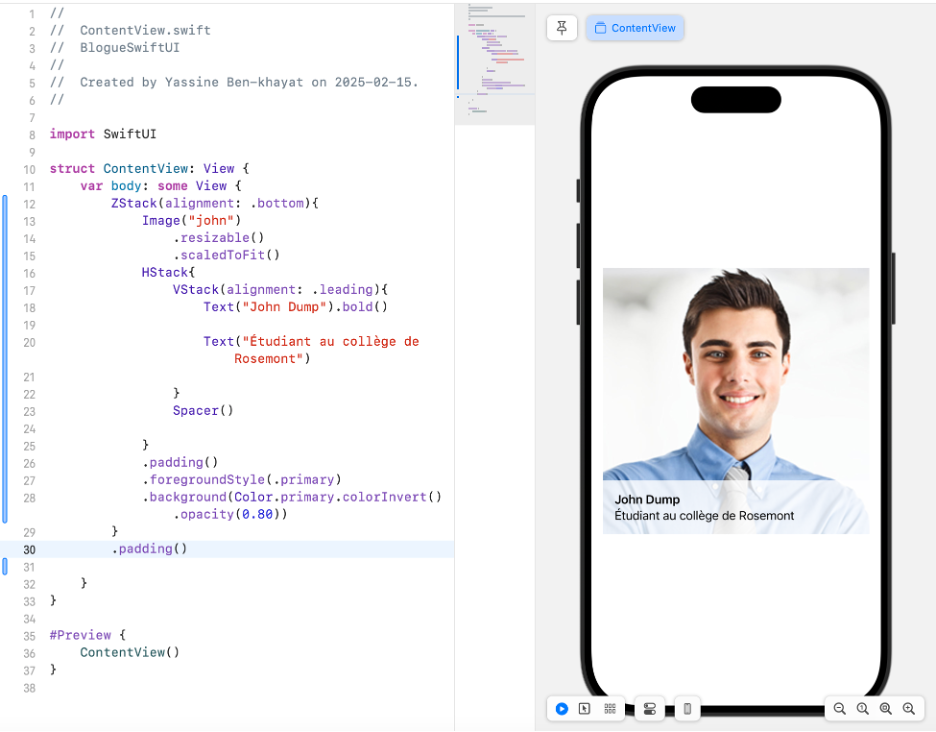 1 //
2 //  ContentView.swift
3 //  BlogueSwiftUI
4 //
5 //  Created by Yassine Ben-khayat on 2025-02-15.
6 //
7
8 import SwiftUI
9
10 struct ContentView: View {
11     var body: some View {
12         ZStack(alignment: .bottom){
13             Image("john")
14                 .resizable()
15                 .scaledToFit()
16             HStack{
17                 VStack(alignment: .leading){
18                     Text("John Dump").bold()
19
20                     Text("Étudiant au collège de
                        Rosemont")
21
22                 }
23                 Spacer()
24
25             }
26             .padding()
27             .foregroundStyle(.primary)
28             .background(Color.primary.colorInvert()
                .opacity(0.80))
29         }
30         .padding()
31
32     }
33 }
34
35 #Preview {
36     ContentView()
37 }
38
ContentView
John Dump
Étudiant au collège de Rosemont